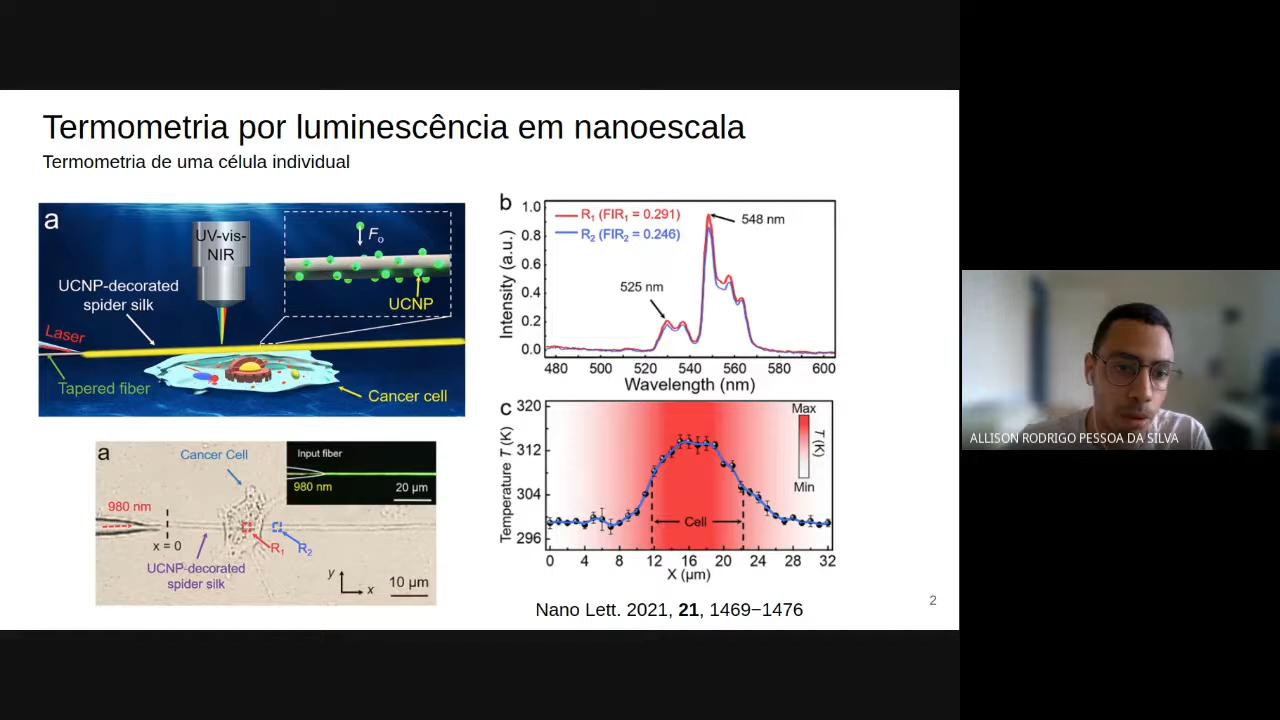 Termometria por luminescência em nanoescala
Termometria de uma célula individual
a
UV-vis-
NIR
Fo
UCNP
UCNP-decorated
spider silk
Laser
Tapered fiber
Cancer cell
a
Cancer Cell
Input fiber
980 nm
20 µm
980 nm
x = 0
R1
R2
UCNP-decorated
spider silk
y
x
10 µm
b
R1 (FIR1 = 0.291)
R2 (FIR2 = 0.246)
548 nm
525 nm
Intensity (a.u.)
1.0
0.8
0.6
0.4
0.2
0.0
480 500 520 540 560 580 600
Wavelength (nm)
c
Temperature T (K)
320
312
304
296
Max
T (K)
Min
Cell
0 4 8 12 16 20 24 28 32
X (µm)
Nano Lett. 2021, 21, 1469−1476
2
ALLISON RODRIGO PESSOA DA SILVA